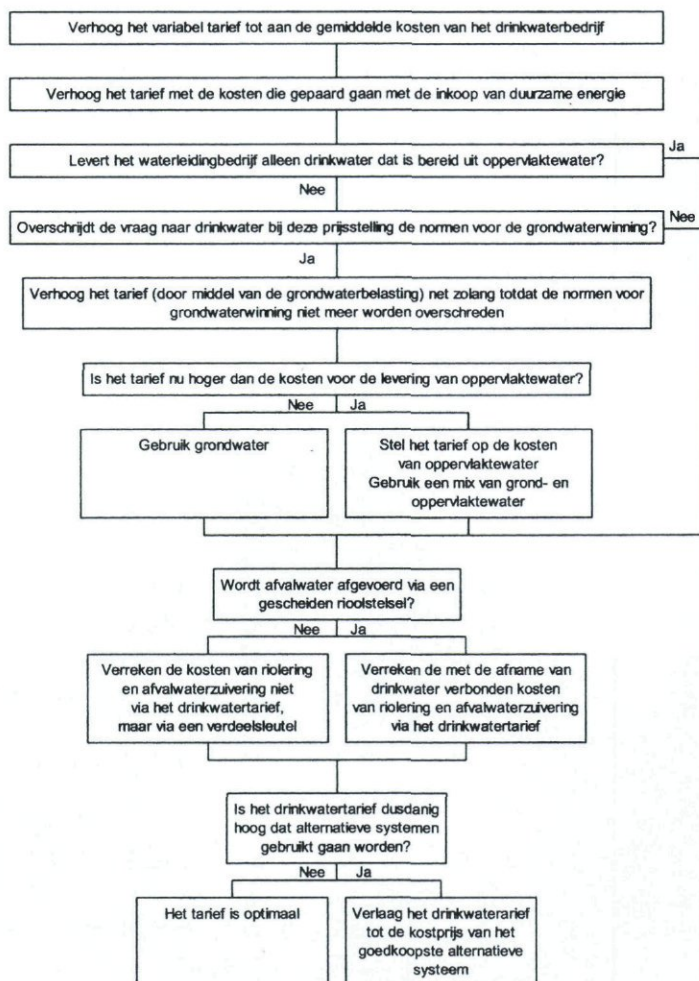 Verhoog het variabel tarief tot aan de gemiddelde kosten van het drinkwaterbedrijf
Verhoog het tarief met de kosten die gepaard gaan met de inkoop van duurzame energie
Levert het waterleidingbedrijf alleen drinkwater dat is bereid uit oppervlaktewater?
Ja
Nee
Overschrijdt de vraag naar drinkwater bij deze prijsstelling de normen voor de grondwaterwinning?
Nee
Ja
Verhoog het tarief (door middel van de grondwaterbelasting) net zolang totdat de normen voor
grondwaterwinning niet meer worden overschreden
Is het tarief nu hoger dan de kosten voor de levering van oppervlaktewater?
Nee
Ja
Gebruik grondwater
Stel het tarief op de kosten
van oppervlaktewater
Gebruik een mix van grond- en
oppervlaktewater
Wordt afvalwater afgevoerd via een
gescheiden rioolstelsel?
Nee
Ja
Verreken de kosten van riolering
en afvalwaterzuivering niet
via het drinkwatertarief,
maar via een verdeelsleutel
Verreken de met de afname van
drinkwater verbonden kosten
van riolering en afvalwaterzuivering
via het drinkwatertarief
Is het drinkwatertarief dusdanig
hoog dat alternatieve systemen
gebruikt gaan worden?
Nee
Ja
Het tarief is optimaal
Verlaag het drinkwaterarief
tot de kostprijs van het
goedkoopste alternatieve
systeem